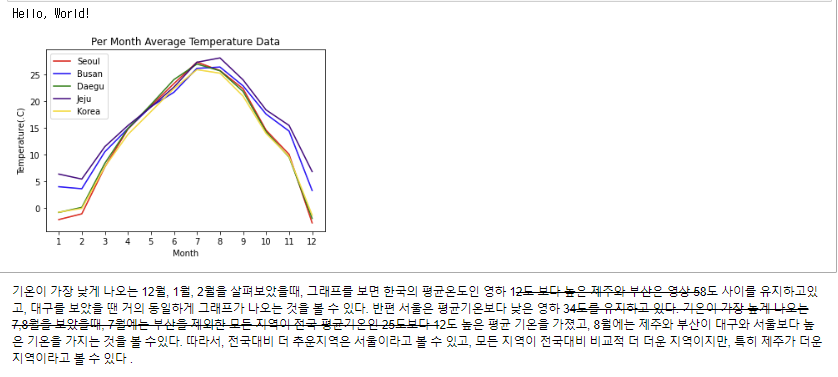 Hello, World!
Per Month Average Temperature Data
Seoul
Busan
Daegu
Jeju
Korea
Temperature(.C)
25
20
15
10
5
0
1 2 3 4 5 6 7 8 9 10 11 12
Month
기온이 가장 낮게 나오는 12월, 1월, 2월을 살펴보았을때, 그래프를 보면 한국의 평균온도인 영하 12도 보다 높은 제주와 부산은 영상 58도 사이를 유지하고있
고, 대구를 보았을 땐 거의 동일하게 그래프가 나오는 것을 볼 수 있다. 반편 서울은 평균기온보다 낮은 영하 34도를 유지하고 있다. 기온이 가장 높게 나오는
7,8월을 보았을때, 7월에는 부산을 제외한 모든 지역이 전국 평균기온인 25도보다 12도 높은 평균 기온을 가졌고, 8월에는 제주와 부산이 대구와 서울보다 높
은 기온을 가지는 것을 볼 수있다. 따라서, 전국대비 더 추운지역은 서울이라고 볼 수 있고, 모든 지역이 전국대비 비교적 더 더운 지역이지만, 특히 제주가 더운
지역이라고 볼 수 있다 .